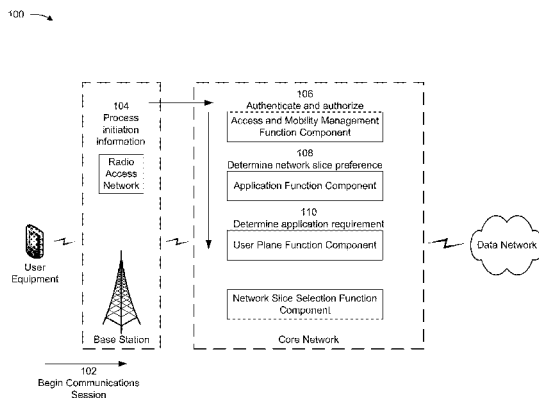 100
104
Process
initiation
information
Radio
Access
Network
106
Authenticate and authorize
Access and Mobility Management
Function Component
108
Determine network slice preference
Application Function Component
110
Determine application requirement
User Plane Function Component
Network Slice Selection Function
Component
User
Equipment
Base Station
Core Network
Data Network
102
Begin Communications
Session